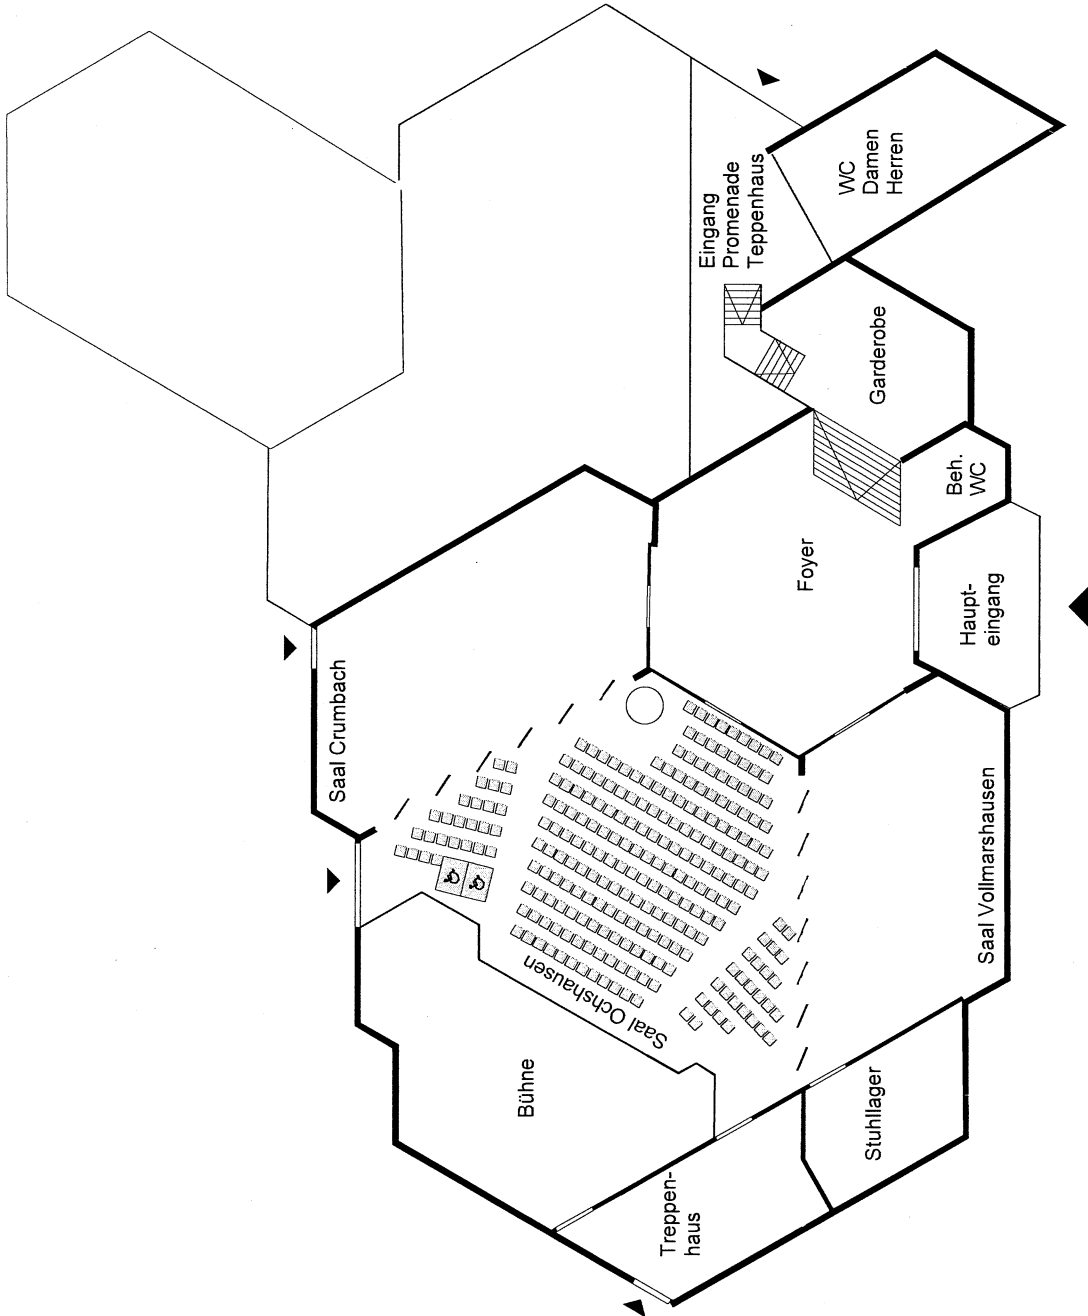 WC
Damen
Herren
Eingang
Promenade
Teppenhaus
Garderobe
Beh.
WC
Foyer
Haupt-
eingang
Saal Crumbach
Saal Vollmarshausen
Saal Ochshausen
Bühne
Stuhllager
Treppen-
haus